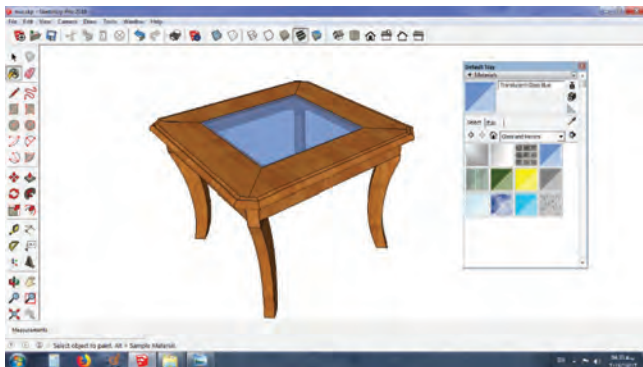 File Edit View Camera Draw Tools Window Help
Default Tray
Materials
Translucent Glass Blue
Select Edit
Glass and Mirrors
Measurements
Select object to paint. Alt = Sample Materials.
EN